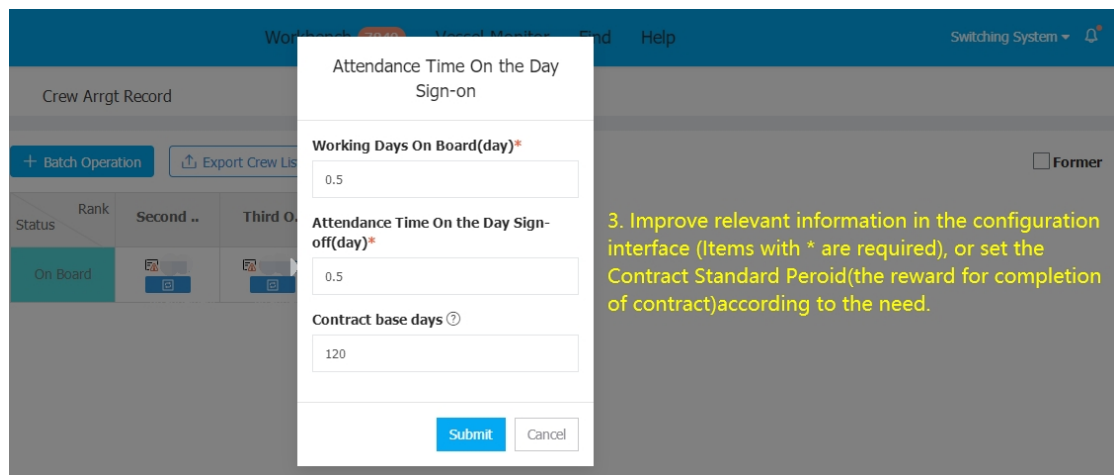 Workbench 7949 Vessel Monitor Find Help
Switching System
Crew Arrgt Record
Attendance Time On the Day
Sign-on
Working Days On Board(day)*
0.5
Attendance Time On the Day Sign-
off(day)*
0.5
Contract base days
120
Submit Cancel
+ Batch Operation
Export Crew Lis
Former
Rank
Status
Second ..
Third O.
On Board
3. Improve relevant information in the configuration
interface (Items with * are required), or set the
Contract Standard Peroid(the reward for completion
of contract)according to the need.